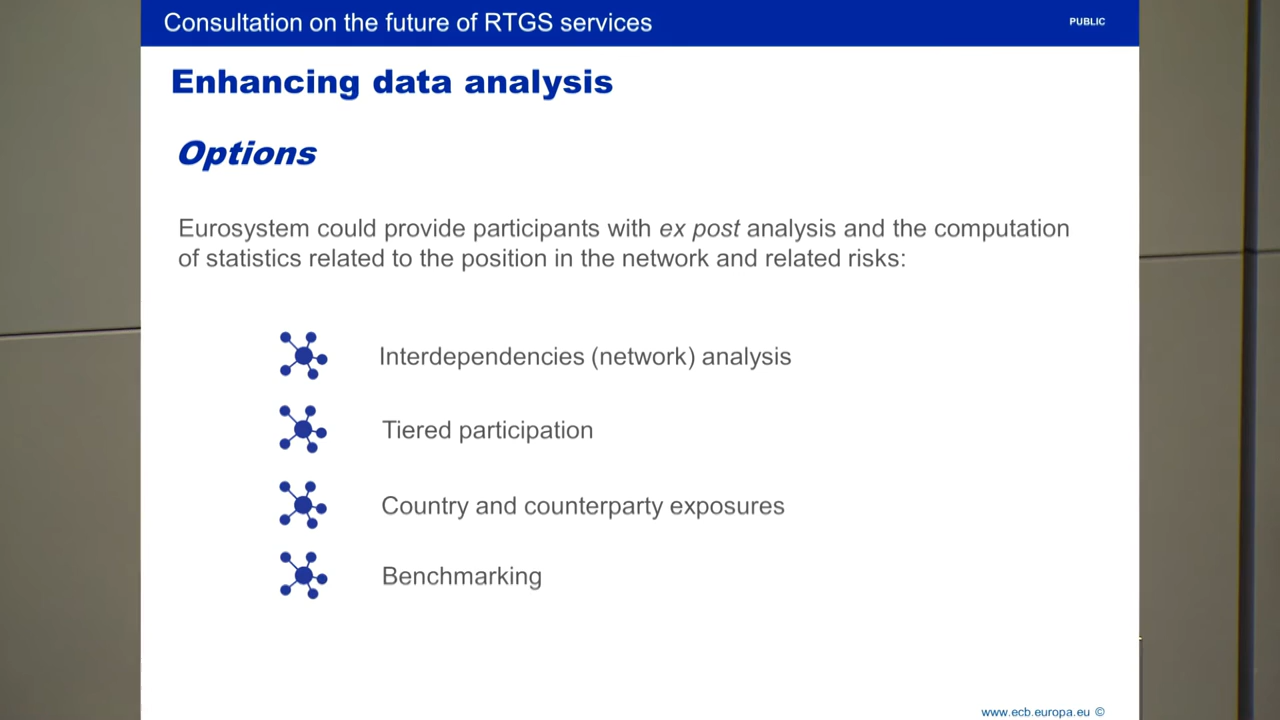 Consultation on the future of RTGS services
PUBLIC
Enhancing data analysis
Options
Eurosystem could provide participants with ex post analysis and the computation
of statistics related to the position in the network and related risks:
Interdependencies (network) analysis
Tiered participation
Country and counterparty exposures
Benchmarking
www.ecb.europa.eu ©